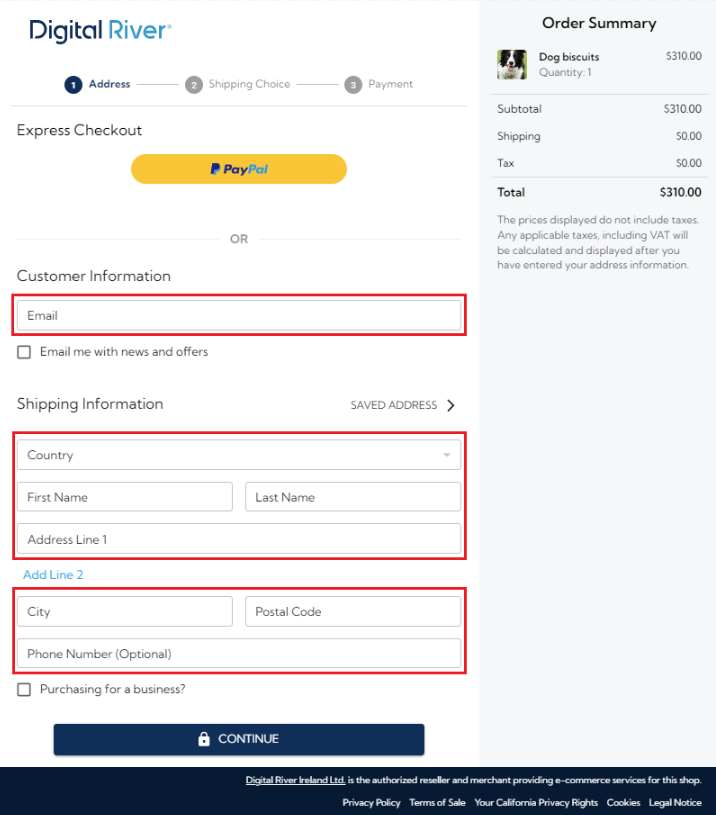 Digital River®
1 Address 2 Shipping Choice 3 Payment
Express Checkout
PayPal
OR
Customer Information
Email
Email me with news and offers
Shipping Information SAVED ADDRESS
Country
First Name Last Name
Address Line 1
Add Line 2
City Postal Code
Phone Number (Optional)
Purchasing for a business?
CONTINUE
Order Summary
Dog biscuits $310.00
Quantity: 1
Subtotal $310.00
Shipping $0.00
Tax $0.00
Total $310.00
The prices displayed do not include taxes.
Any applicable taxes, including VAT will
be calculated and displayed after you
have entered your address information.
Digital River Ireland Ltd. is the authorized reseller and merchant providing e-commerce services for this shop.
Privacy Policy Terms of Sale Your California Privacy Rights Cookies Legal Notice